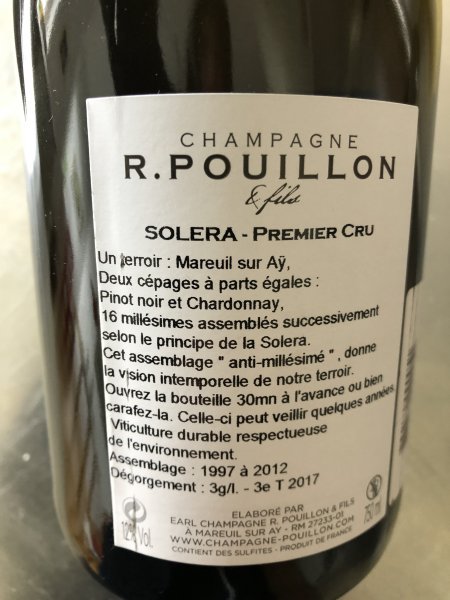 CHAMPAGNE
R.POUILLON
& fils
SOLERA - PREMIER CRU
Un terroir : Mareuil sur Aÿ,
Deux cépages à parts égales :
Pinot noir et Chardonnay,
16 millésimes assemblés successivement
selon le principe de la Solera.
Cet assemblage " anti-millésimé " , donne
la vision intemporelle de notre terroir.
Ouvrez la bouteille 30mn à l'avance ou bien
carafez-la. Celle-ci peut veillir quelques années.
Viticulture durable respectueuse
de l'environnement.
Assemblage : 1997 à 2012
Dégorgement : 3g/l. - 3e T 2017
ELABORÉ PAR
EARL CHAMPAGNE R. POUILLON & FILS
À MAREUIL SUR AY - RM 27233-01
WWW.CHAMPAGNE-POUILLON.COM
CONTIENT DES SULFITES - PRODUIT DE FRANCE
12% Vol.
750 ml